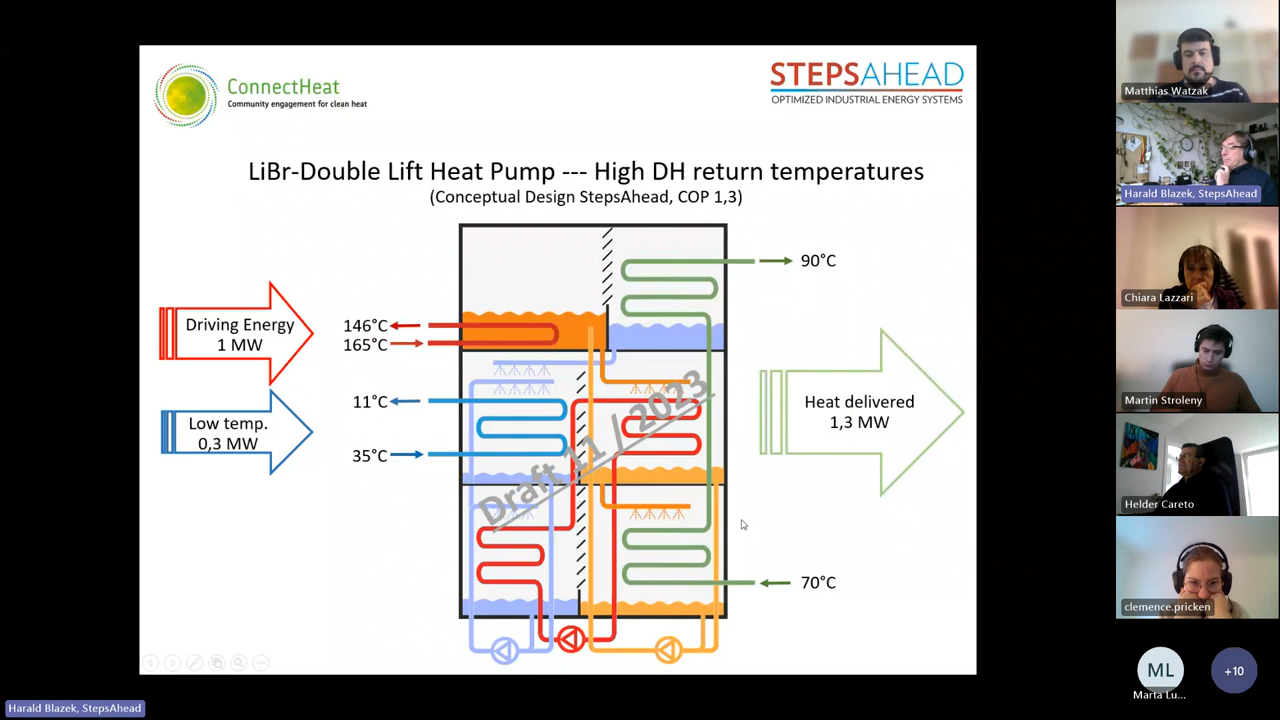 ConnectHeat
Community engagement for clean heat
STEPSAHEAD
OPTIMIZED INDUSTRIAL ENERGY SYSTEMS
LiBr-Double Lift Heat Pump --- High DH return temperatures
(Conceptual Design StepsAhead, COP 1,3)
90°C
Driving Energy
1 MW
146°C
165°C
Low temp.
0,3 MW
11°C
35°C
Heat delivered
1,3 MW
Draft 11 / 2023
70°C
Matthias Watzak
Harald Blazek, StepsAhead
Chiara Lazzari
Martin Stroleny
Helder Careto
clemence.pricken
ML
Marta Lu...
+10
Harald Blazek, StepsAhead